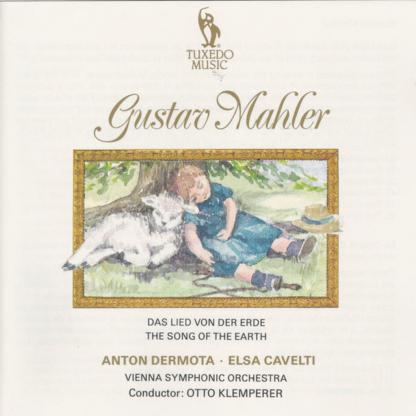 TUXEDO
MUSIC
Gustav Mahler
DAS LIED VON DER ERDE
THE SONG OF THE EARTH
ANTON DERMOTA · ELSA CAVELTI
VIENNA SYMPHONIC ORCHESTRA
Conductor: OTTO KLEMPERER